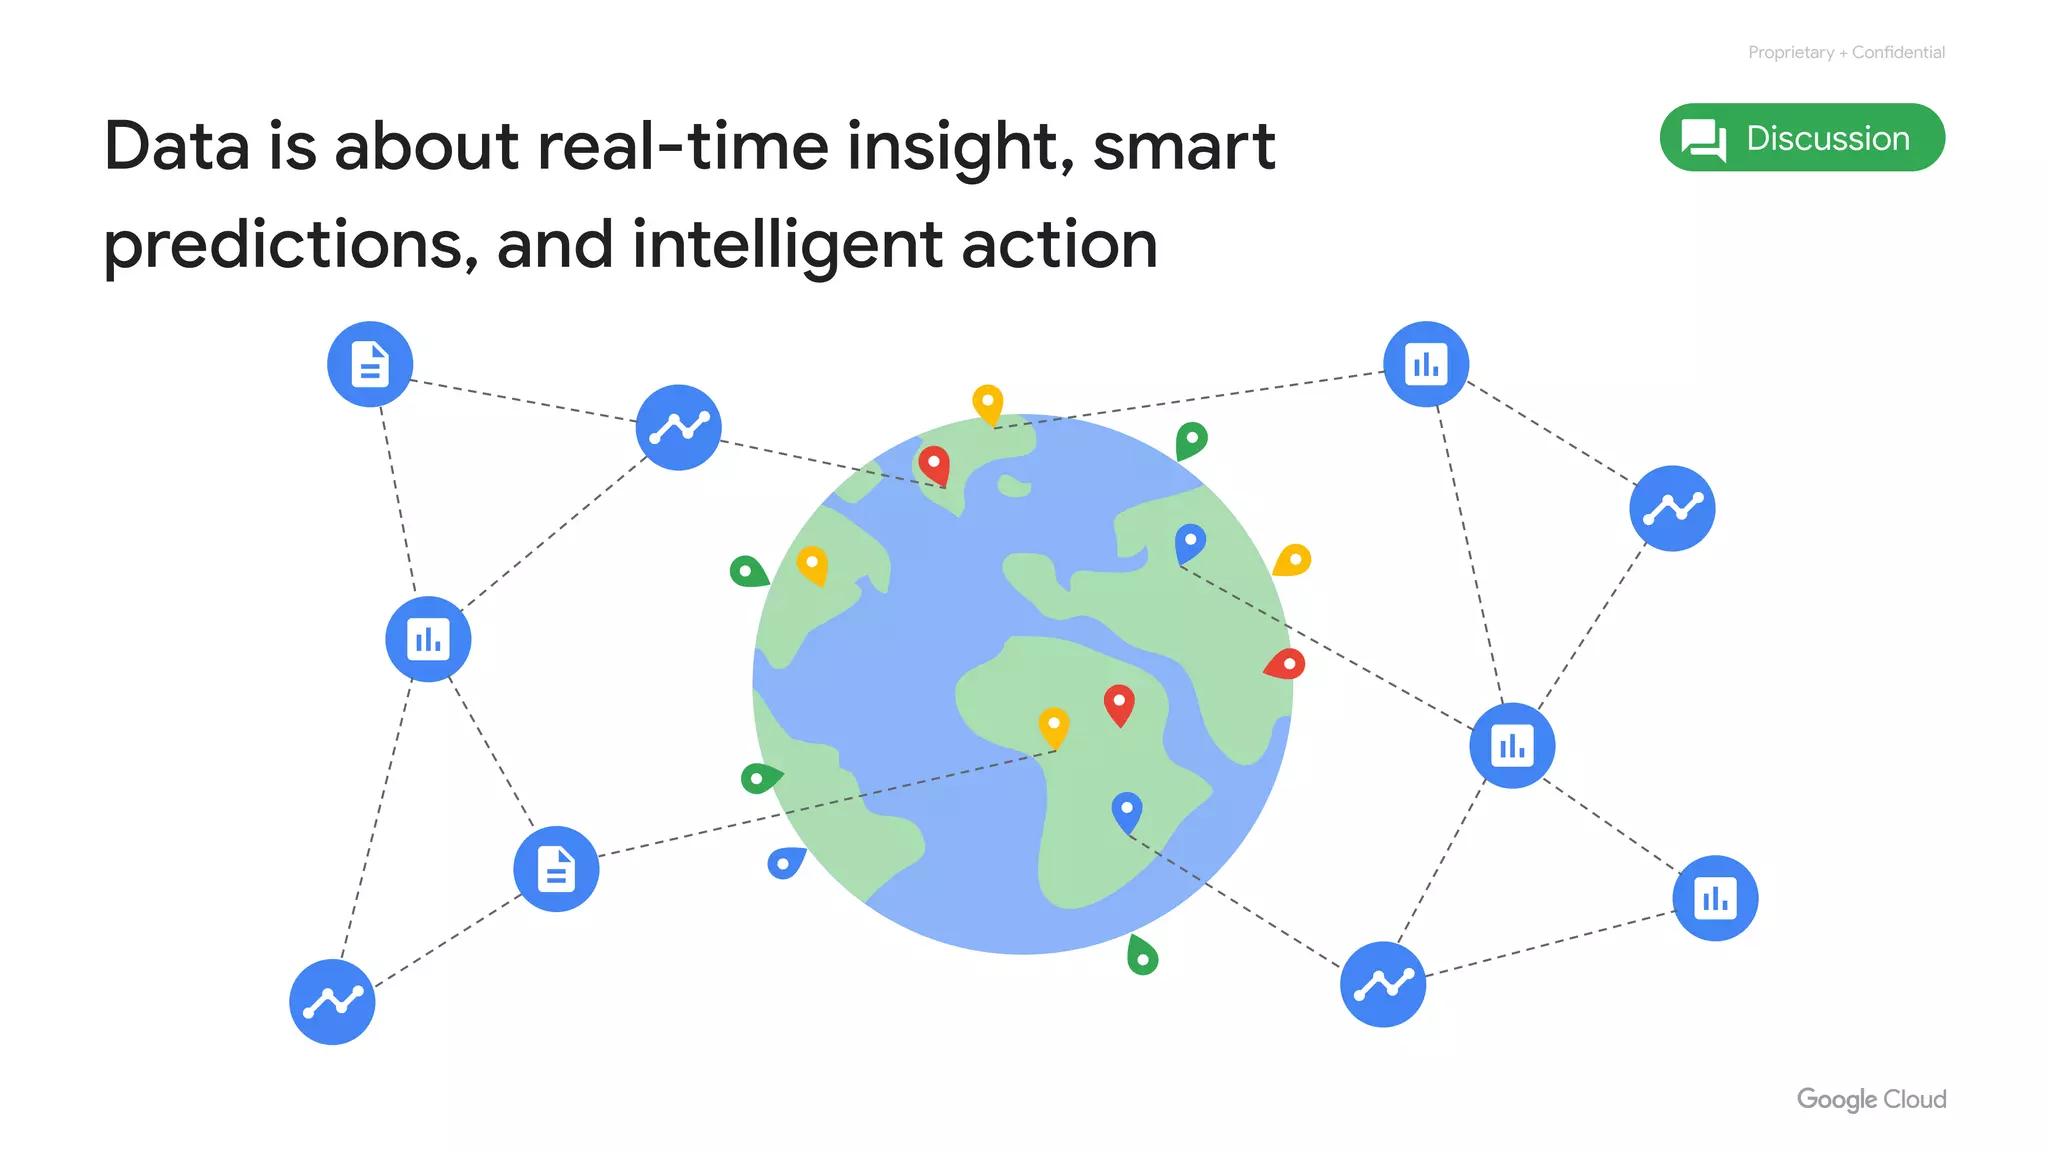 Proprietary + Confidential
Data is about real-time insight, smart
predictions, and intelligent action
Discussion
Google Cloud